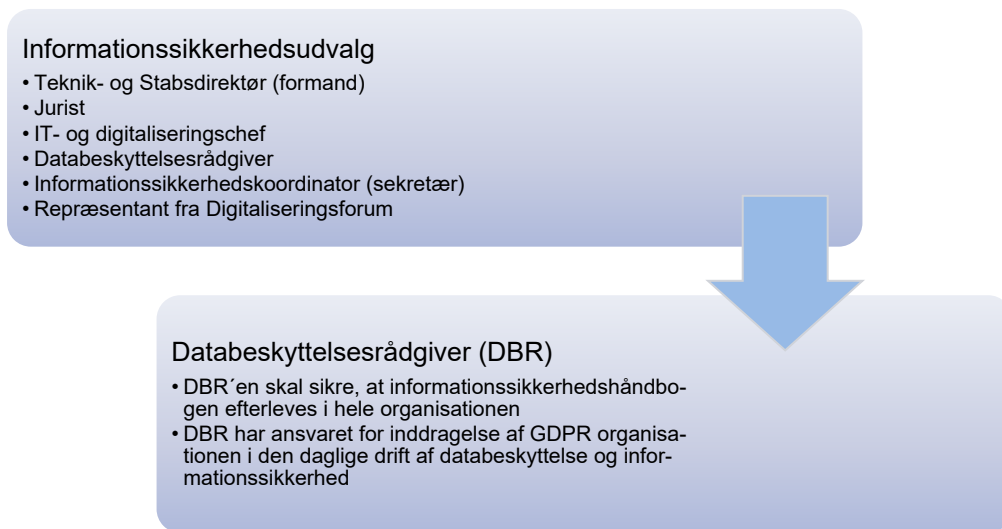 Informationssikkerhedsudvalg
• Teknik- og Stabsdirektør (formand)
• Jurist
• IT- og digitaliseringschef
• Databeskyttelsesrådgiver
• Informationssikkerhedskoordinator (sekretær)
• Repræsentant fra Digitaliseringsforum
Databeskyttelsesrådgiver (DBR)
• DBR´en skal sikre, at informationssikkerhedshåndbo-
gen efterleves i hele organisationen
• DBR har ansvaret for inddragelse af GDPR organisa-
tionen i den daglige drift af databeskyttelse og infor-
mationssikkerhed